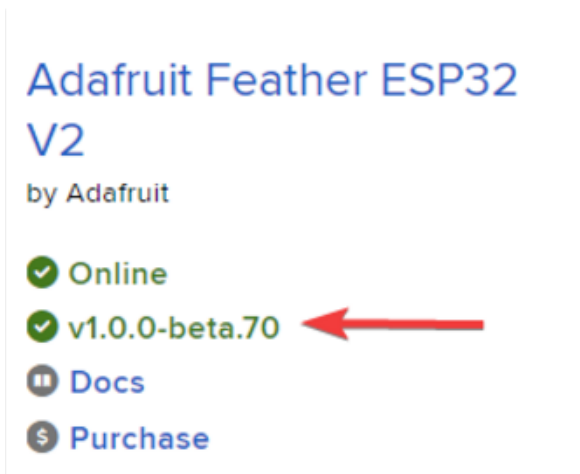 Adafruit Feather ESP32
V2
by Adafruit
Online
v1.0.0-beta.70
Docs
$ Purchase